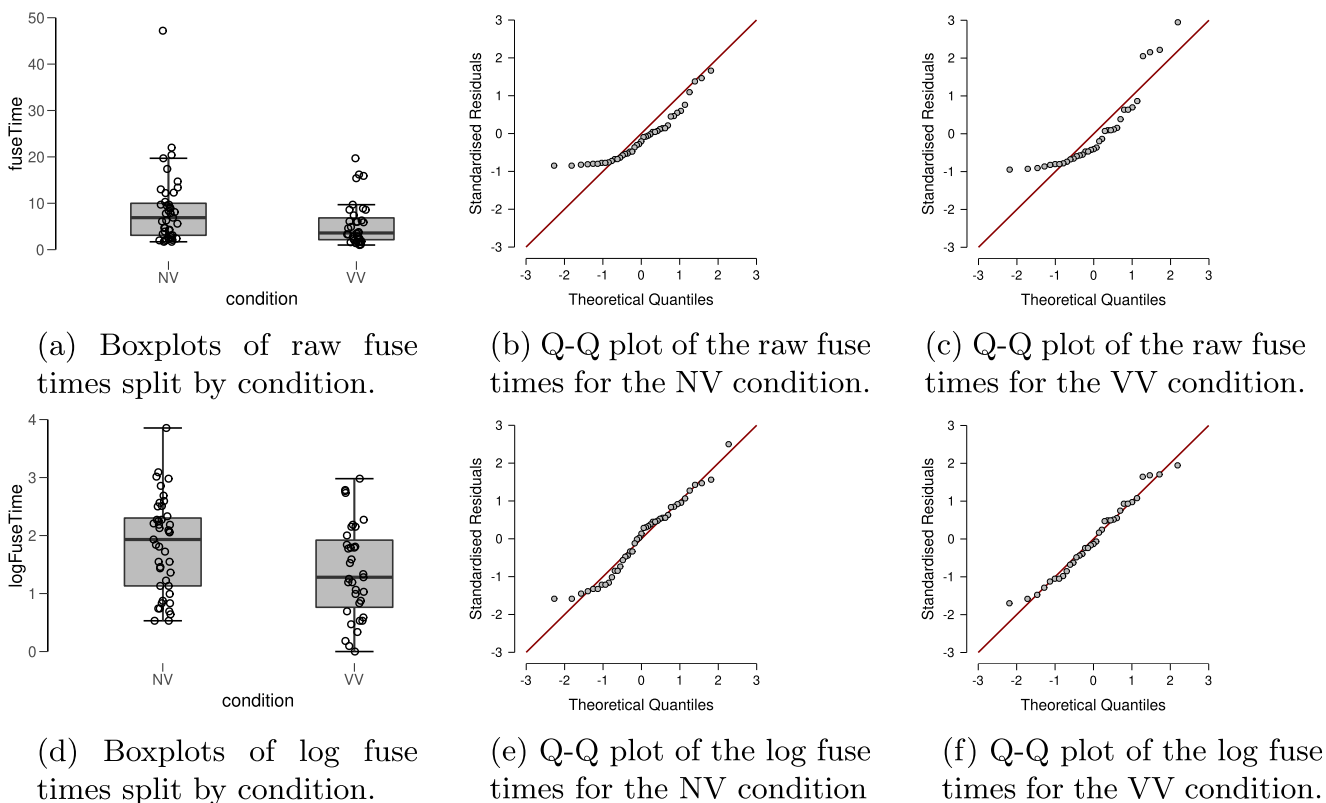 50
40
30
20
10
0
fuseTime
NV VV
condition
3
2
1
0
-1
-2
-3
Standardised Residuals
-3 -2 -1 0 1 2 3
Theoretical Quantiles
3
2
1
0
-1
-2
-3
Standardised Residuals
-3 -2 -1 0 1 2 3
Theoretical Quantiles
(a) Boxplots of raw fuse
times split by condition.
(b) Q-Q plot of the raw fuse
times for the NV condition.
(c) Q-Q plot of the raw fuse
times for the VV condition.
4
3
2
1
0
logFuseTime
NV VV
condition
3
2
1
0
-1
-2
-3
Standardised Residuals
-3 -2 -1 0 1 2 3
Theoretical Quantiles
3
2
1
0
-1
-2
-3
Standardised Residuals
-3 -2 -1 0 1 2 3
Theoretical Quantiles
(d) Boxplots of log fuse
times split by condition.
(e) Q-Q plot of the log fuse
times for the NV condition
(f) Q-Q plot of the log fuse
times for the VV condition.